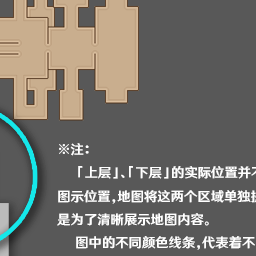 ※注：
「上层」、「下层」的实际位置并不
图示位置，地图将这两个区域单独
是为了清晰展示地图内容。
图中的不同颜色线条，代表着不